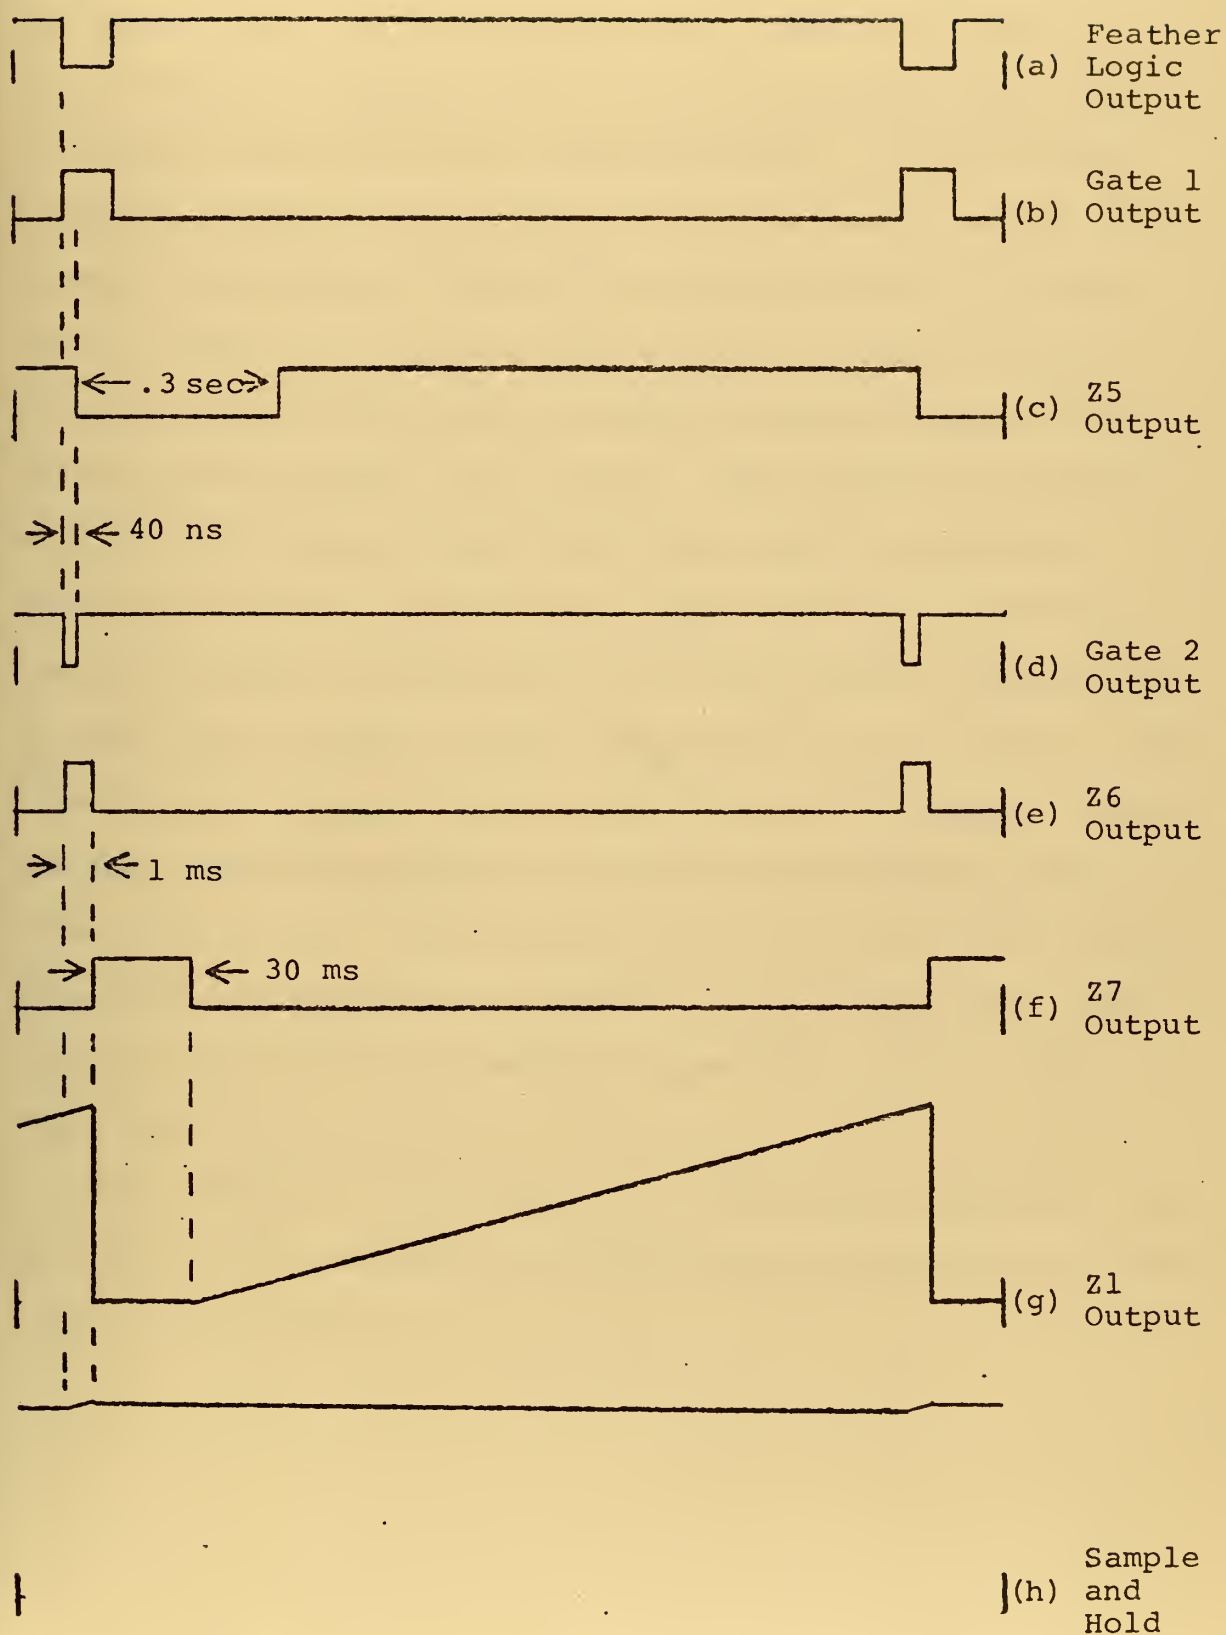 Feather
(a) Logic
Output
Gate 1
(b) Output
.3 sec
(c) Z5
Output
40 ns
(d) Gate 2
Output
(e) Z6
Output
1 ms
30 ms
(f) Z7
Output
(g) Z1
Output
Sample
(h) and
Hold